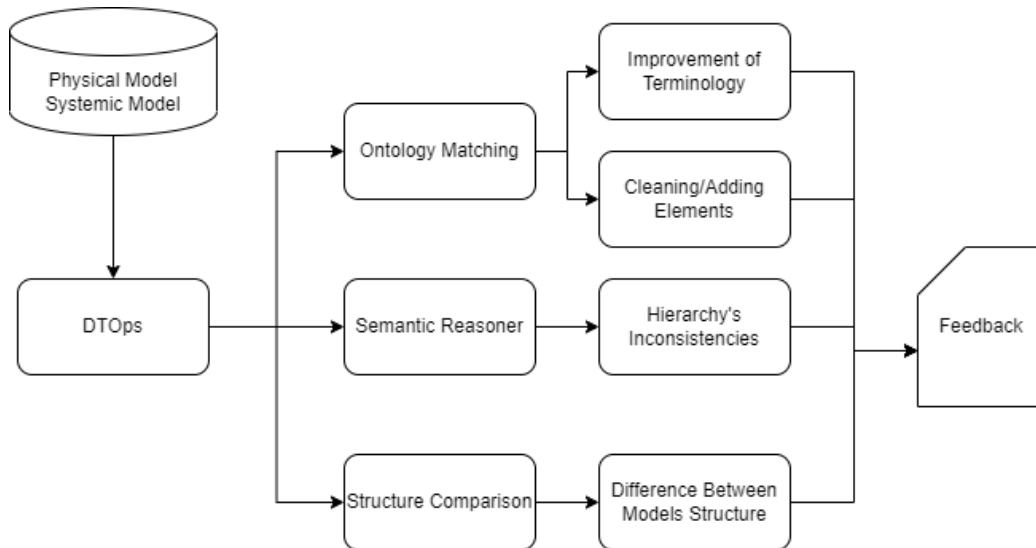 Physical Model
Systemic Model
DTOps
Ontology Matching
Semantic Reasoner
Structure Comparison
Improvement of
Terminology
Cleaning/Adding
Elements
Hierarchy's
Inconsistencies
Difference Between
Models Structure
Feedback